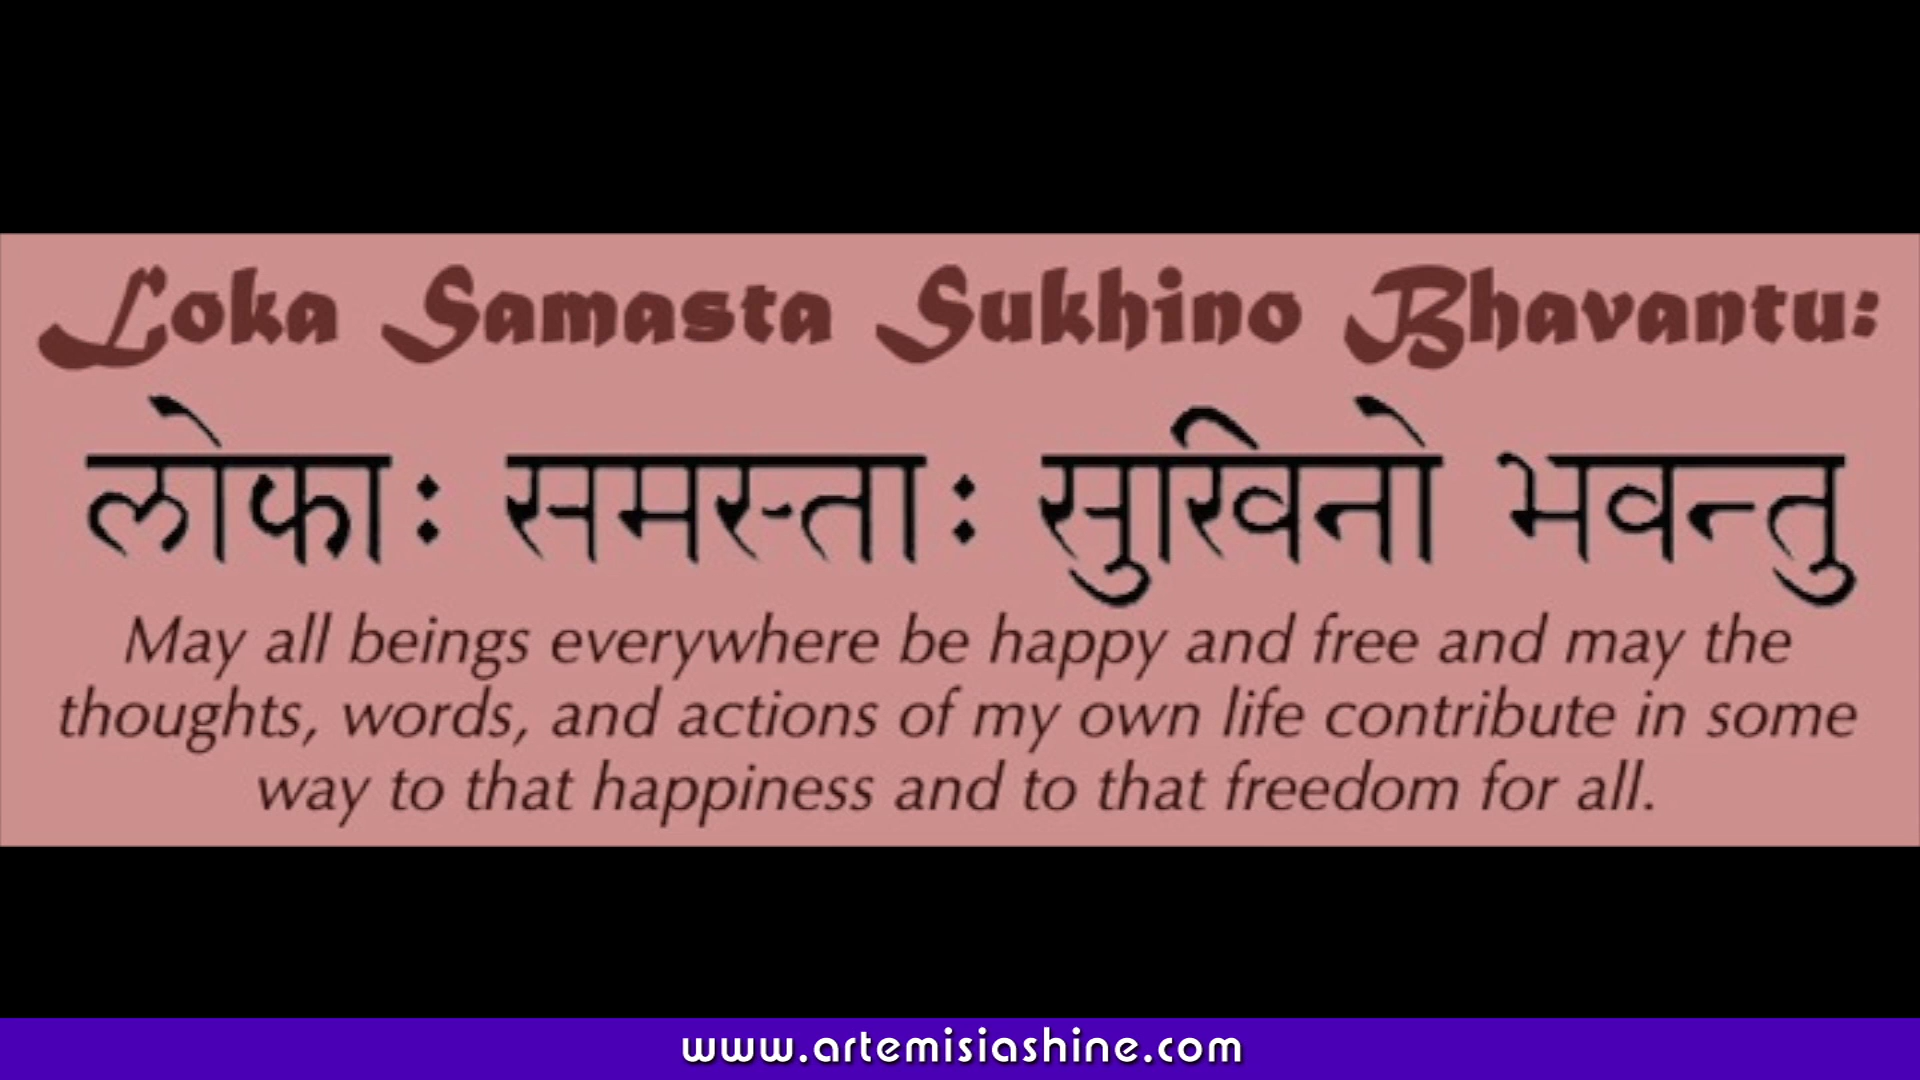 Loka Samasta Sukhino Bhavantu:
लोकाः समस्ताः सुखिनो भवन्तु
May all beings everywhere be happy and free and may the
thoughts, words, and actions of my own life contribute in some
way to that happiness and to that freedom for all.
www.artemisiashine.com